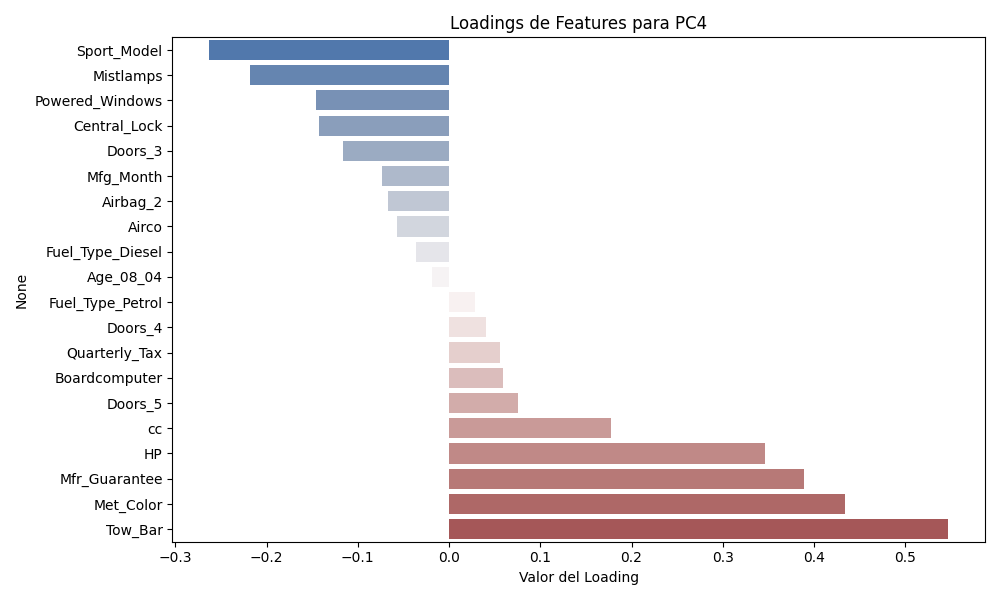 Loadings de Features para PC4
Sport_Model
Mistlamps
Powered_Windows
Central_Lock
Doors_3
Mfg_Month
Airbag_2
Airco
Fuel_Type_Diesel
Age_08_04
Fuel_Type_Petrol
Doors_4
Quarterly_Tax
Boardcomputer
Doors_5
cc
HP
Mfr_Guarantee
Met_Color
Tow_Bar
None
−0.3 −0.2 −0.1 0.0 0.1 0.2 0.3 0.4 0.5
Valor del Loading